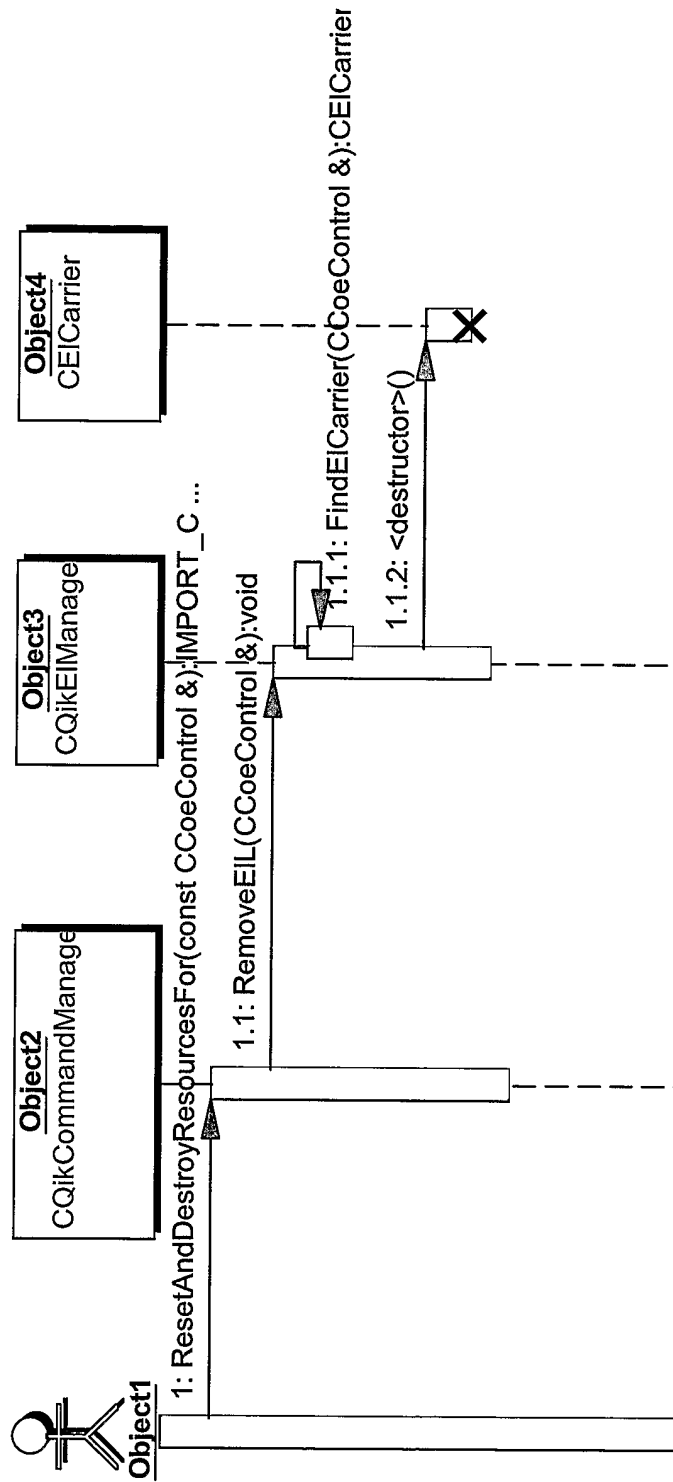 Object1
Object2
CQikCommandManage
Object3
CQikEIManage
Object4
CEICarrier
1: ResetAndDestroyResourcesFor(const CCoeControl &):IMPORT_C ...
1.1: RemoveEIL(CCoeControl &):void
1.1.1: FindEICarrier(CCoeControl &):CEICarrier
1.1.2: <destructor>()